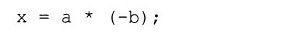 x = a * (-b);